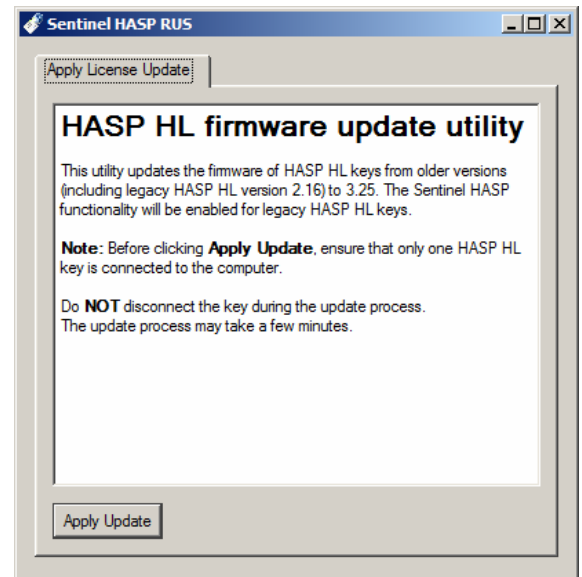 Sentinel HASP RUS
Apply License Update
HASP HL firmware update utility
This utility updates the firmware of HASP HL keys from older versions
(including legacy HASP HL version 2.16) to 3.25. The Sentinel HASP
functionality will be enabled for legacy HASP HL keys.
Note: Before clicking Apply Update, ensure that only one HASP HL
key is connected to the computer.
Do NOT disconnect the key during the update process.
The update process may take a few minutes.
Apply Update